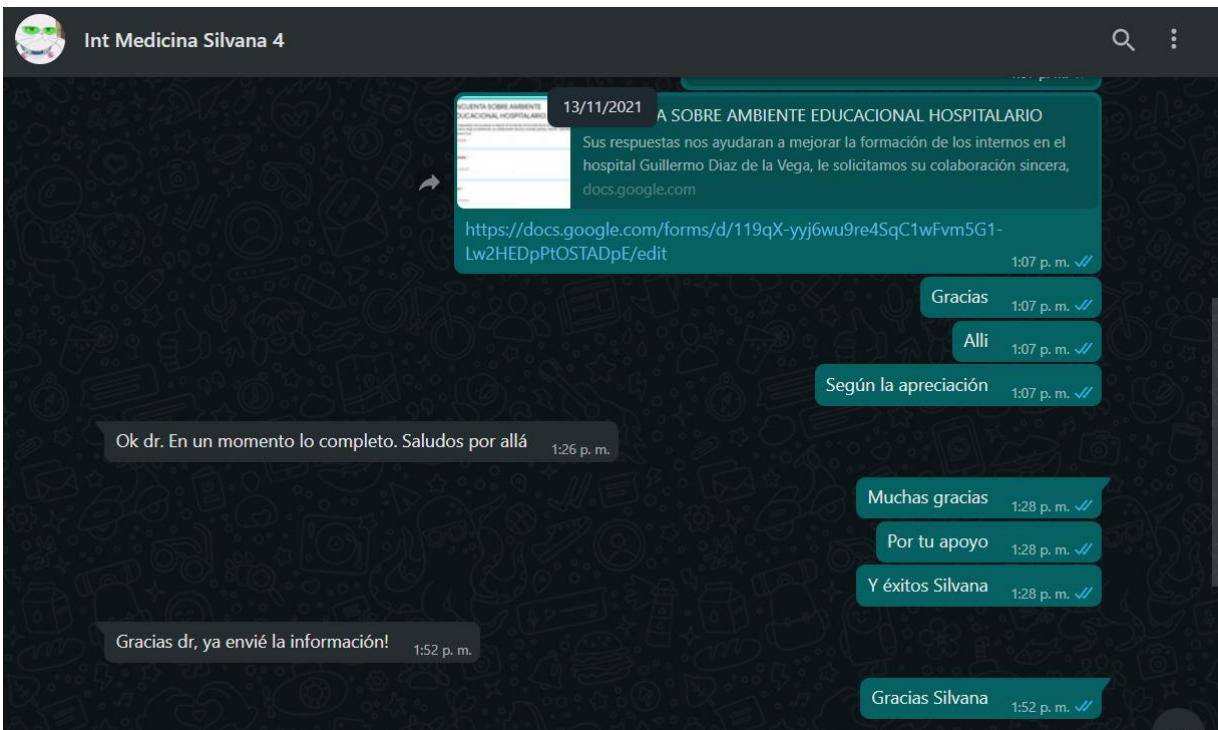 Int Medicina Silvana 4
13/11/2021
A SOBRE AMBIENTE EDUCACIONAL HOSPITALARIO
Sus respuestas nos ayudaran a mejorar la formación de los internos en el
hospital Guillermo Diaz de la Vega, le solicitamos su colaboración sincera,
docs.google.com
https://docs.google.com/forms/d/119qX-yyj6wu9re4SqC1wFvm5G1-
Lw2HEDpPtOSTADpE/edit
1:07 p. m.
Gracias 1:07 p. m.
Alli 1:07 p. m.
Según la apreciación 1:07 p. m.
Ok dr. En un momento lo completo. Saludos por allá 1:26 p. m.
Muchas gracias 1:28 p. m.
Por tu apoyo 1:28 p. m.
Y éxitos Silvana 1:28 p. m.
Gracias dr, ya envié la información! 1:52 p. m.
Gracias Silvana 1:52 p. m.